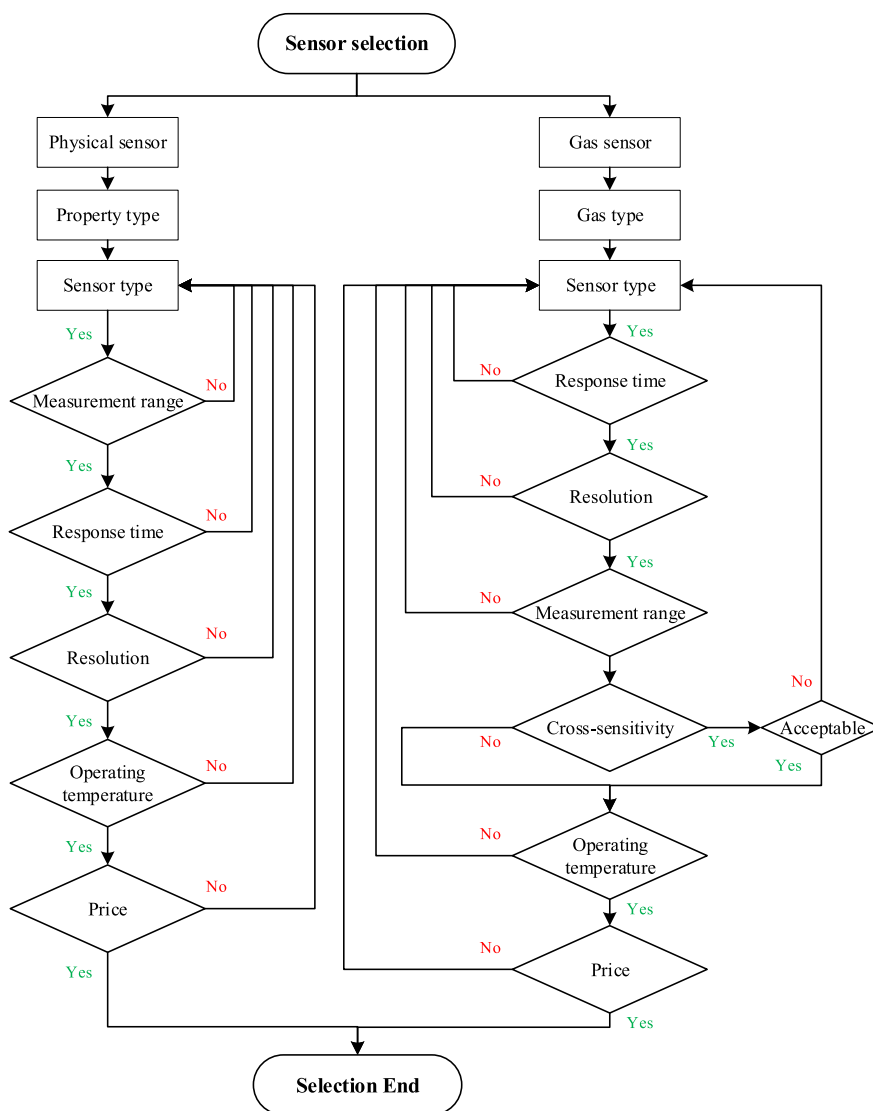 Sensor selection
Physical sensor
Property type
Sensor type
Yes
Measurement range
No
Yes
Response time
No
Yes
Resolution
No
Yes
Operating
temperature
No
Yes
Price
No
Yes
Gas sensor
Gas type
Sensor type
Yes
Response time
No
Yes
Resolution
No
Yes
Measurement range
No
Cross-sensitivity
No
Yes
Acceptable
No
Yes
Operating
temperature
No
Yes
Price
No
Yes
Selection End